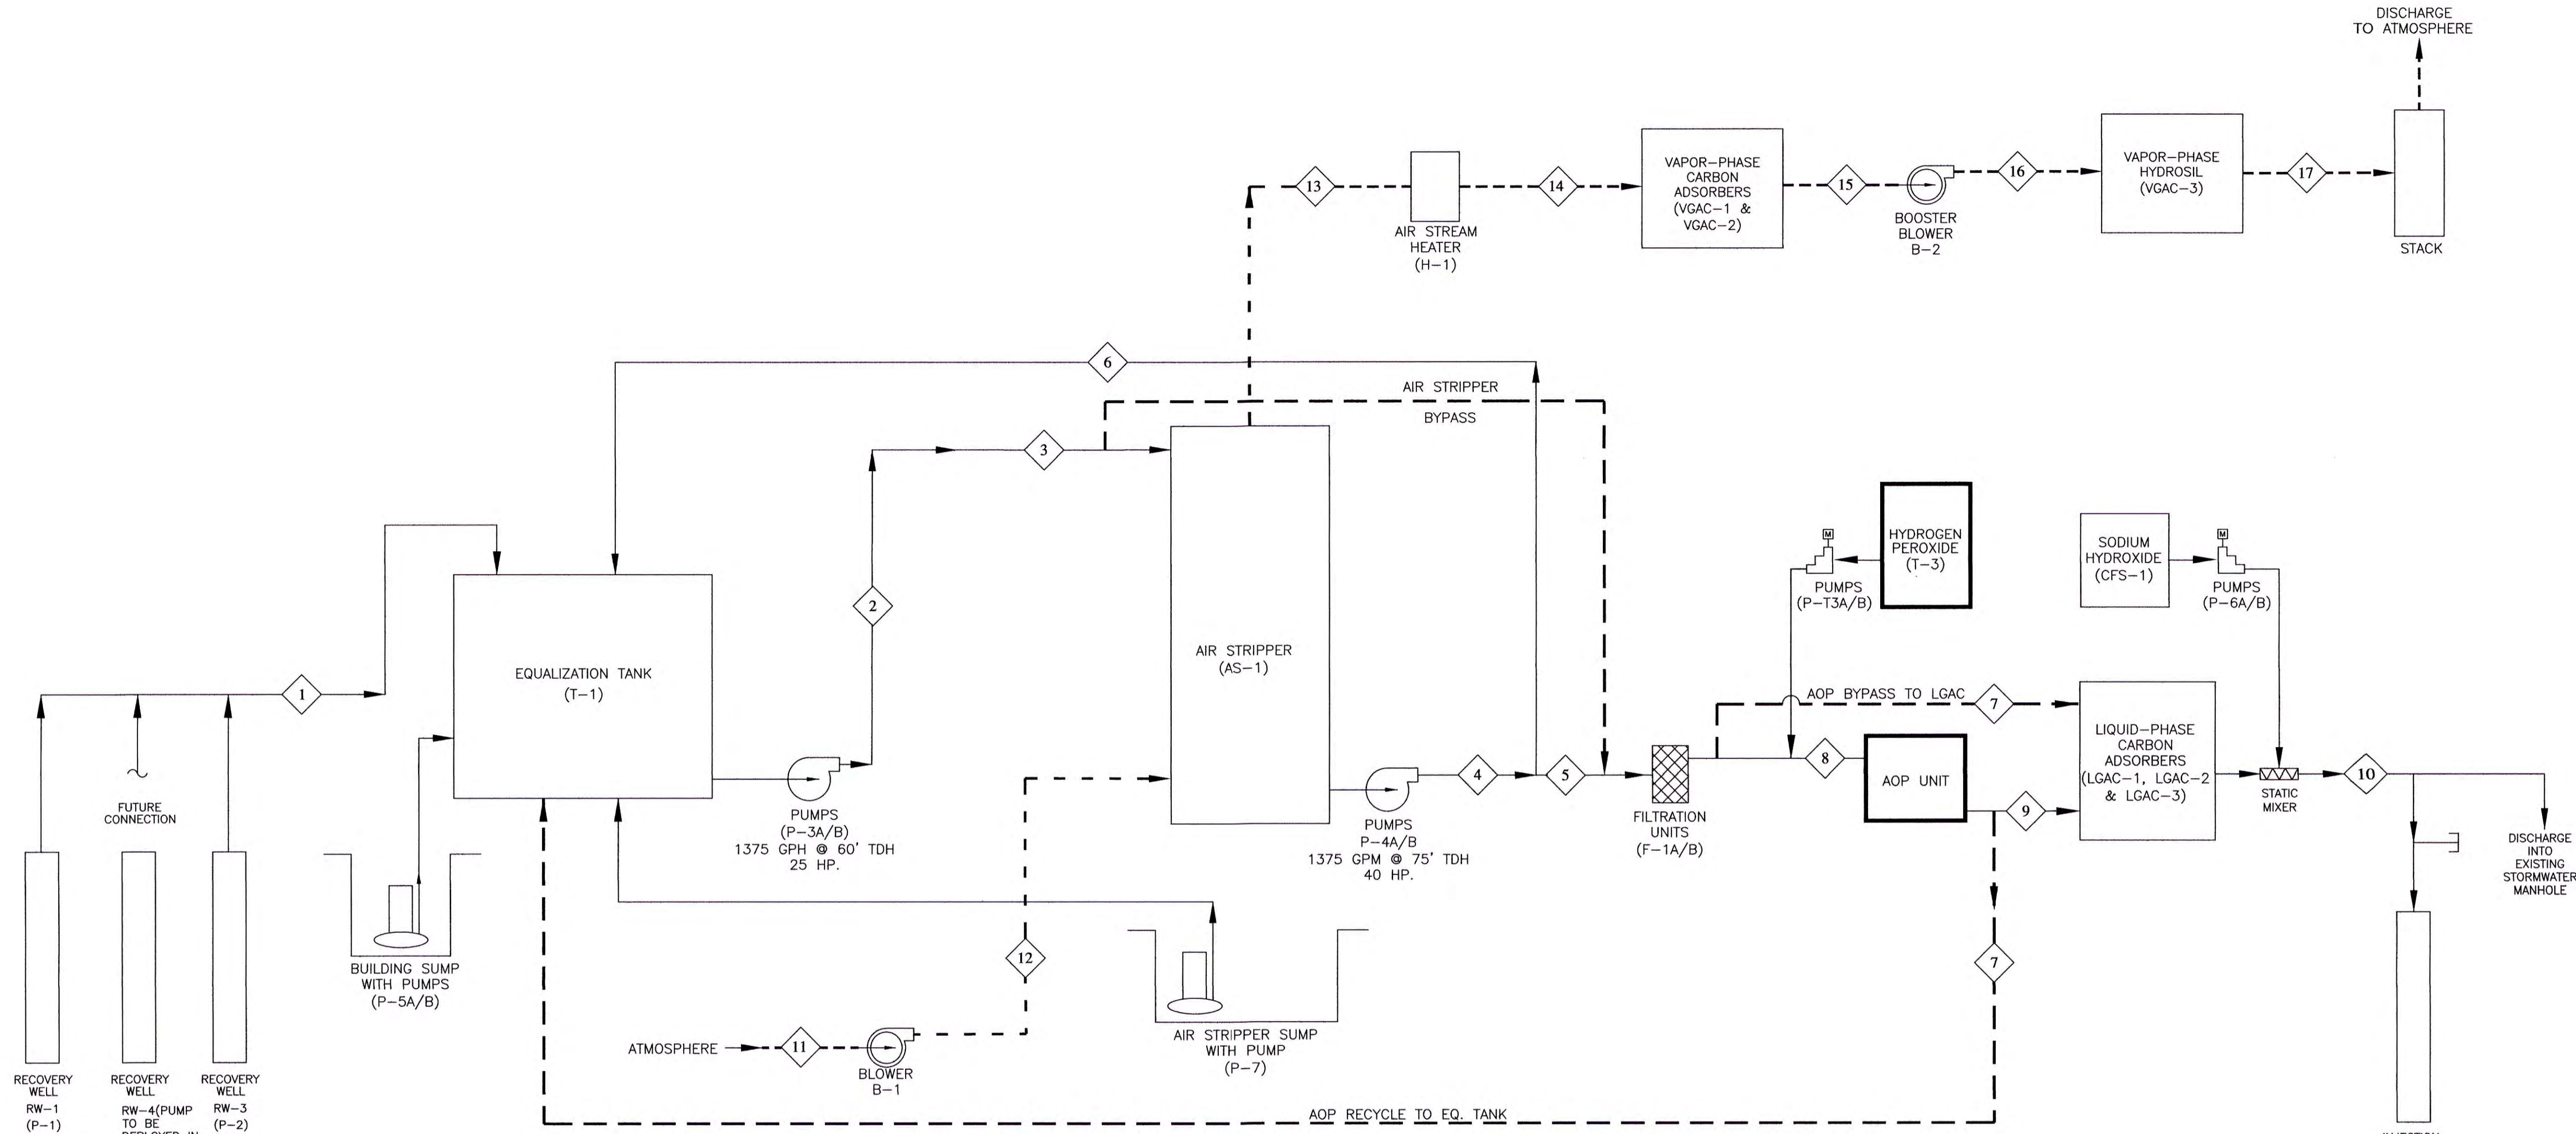 DISCHARGE
TO ATMOSPHERE
13
14
VAPOR-PHASE
CARBON
ADSORBERS
(VGAC-1 &
VGAC-2)
15
16
VAPOR-PHASE
HYDROSIL
(VGAC-3)
17
AIR STREAM
HEATER
(H-1)
BOOSTER
BLOWER
B-2
STACK
6
AIR STRIPPER
BYPASS
3
2
HYDROGEN
PEROXIDE
(T-3)
M
PUMPS
(P-T3A/B)
SODIUM
HYDROXIDE
(CFS-1)
M
PUMPS
(P-6A/B)
1
EQUALIZATION TANK
(T-1)
AIR STRIPPER
(AS-1)
AOP BYPASS TO LGAC
7
4
5
8
AOP UNIT
9
LIQUID-PHASE
CARBON
ADSORBERS
(LGAC-1, LGAC-2
& LGAC-3)
STATIC
MIXER
10
FUTURE
CONNECTION
PUMPS
(P-3A/B)
1375 GPH @ 60' TDH
25 HP.
PUMPS
P-4A/B
1375 GPM @ 75' TDH
40 HP.
FILTRATION
UNITS
(F-1A/B)
DISCHARGE
INTO
EXISTING
STORMWATER
MANHOLE
BUILDING SUMP
WITH PUMPS
(P-5A/B)
12
7
ATMOSPHERE
11
BLOWER
B-1
AIR STRIPPER SUMP
WITH PUMP
(P-7)
RECOVERY
WELL
RW-1
(P-1)
RECOVERY
WELL
RW-4(PUMP
TO BE
RECOVERY
WELL
RW-3
(P-2)
AOP RECYCLE TO EQ. TANK